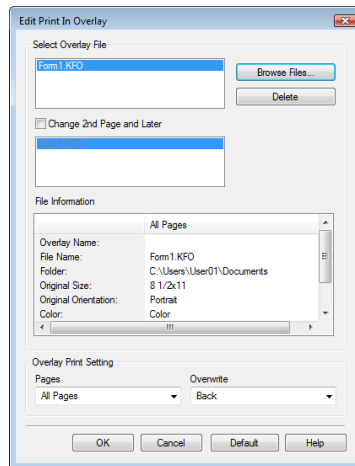 Edit Print In Overlay
Select Overlay File
Form1.KFO
Browse Files...
Delete
Change 2nd Page and Later
Form1.KFO
File Information
All Pages
Overlay Name:
File Name: Form1.KFO
Folder: C:\Users\User01\Documents
Original Size: 8 1/2x11
Original Orientation: Portrait
Color: Color
Overlay Print Setting
Pages Overwrite
All Pages Back
OK Cancel Default Help